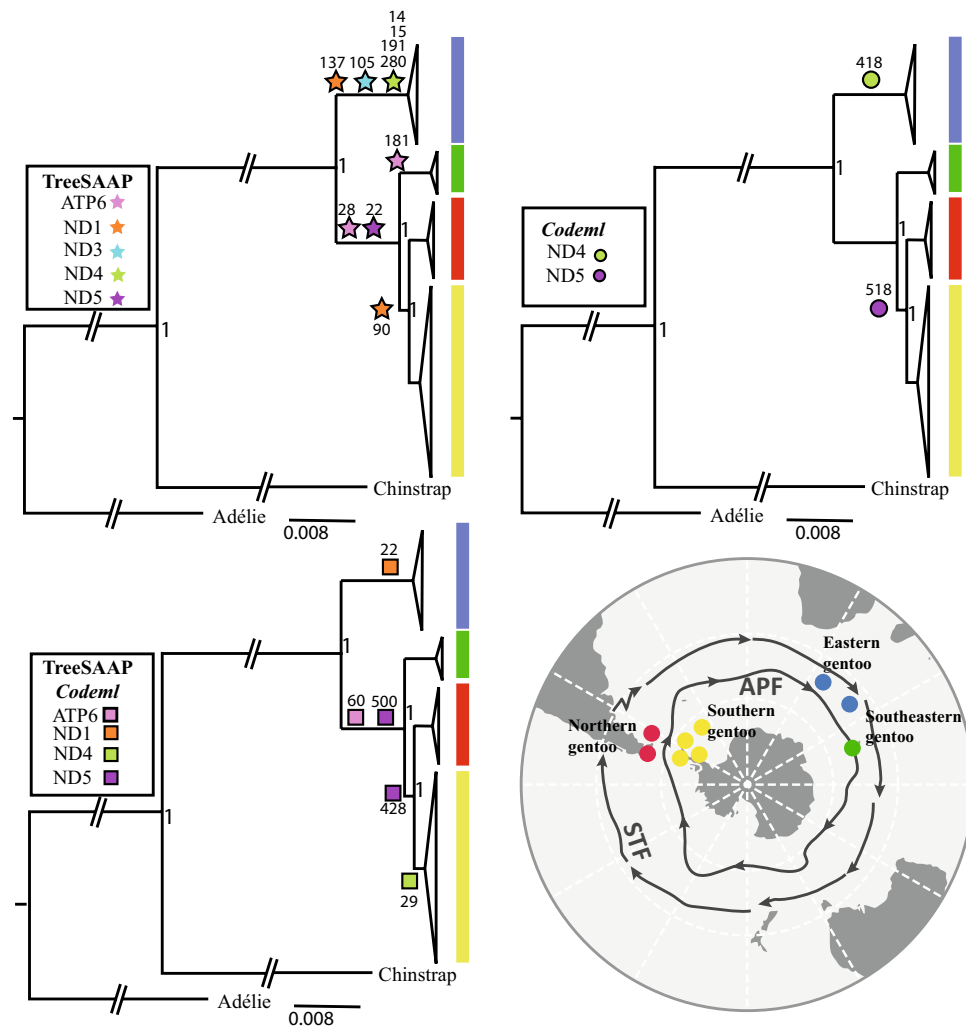 14
15
191
137 105 280
181
28 22
1
1
TreeSAAP
ATP6
ND1
ND3
ND4
ND5
1
90
1
Chinstrap
Adélie
0.008
418
1
1
Codeml
ND4
ND5
518
1
1
Chinstrap
Adélie
0.008
22
1
TreeSAAP
Codeml
ATP6
ND1
ND4
ND5
60 500
1
428
1
29
1
Chinstrap
Adélie
0.008
Eastern
gentoo
APF
Southern
gentoo
Northern
gentoo
Southeastern
gentoo
STF